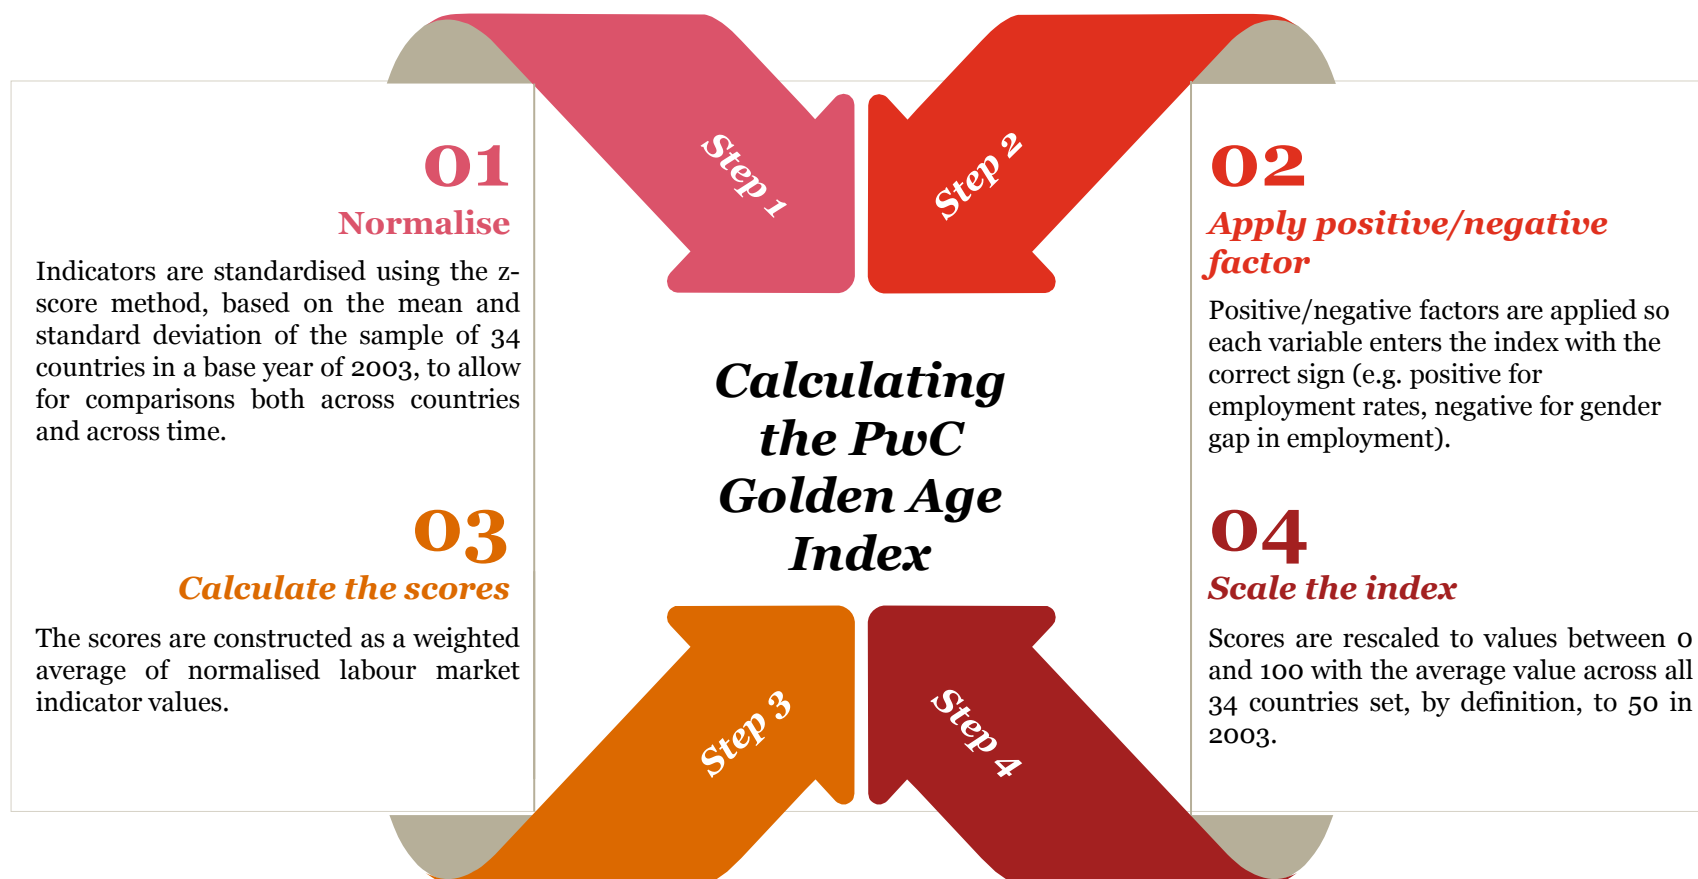 Step 1
Step 2
01
Normalise
Indicators are standardised using the z-
score method, based on the mean and
standard deviation of the sample of 34
countries in a base year of 2003, to allow
for comparisons both across countries
and across time.
02
Apply positive/negative
factor
Positive/negative factors are applied so
each variable enters the index with the
correct sign (e.g. positive for
employment rates, negative for gender
gap in employment).
Calculating
the PwC
Golden Age
Index
03
Calculate the scores
The scores are constructed as a weighted
average of normalised labour market
indicator values.
04
Scale the index
Scores are rescaled to values between 0
and 100 with the average value across all
34 countries set, by definition, to 50 in
2003.
Step 3
Step 4